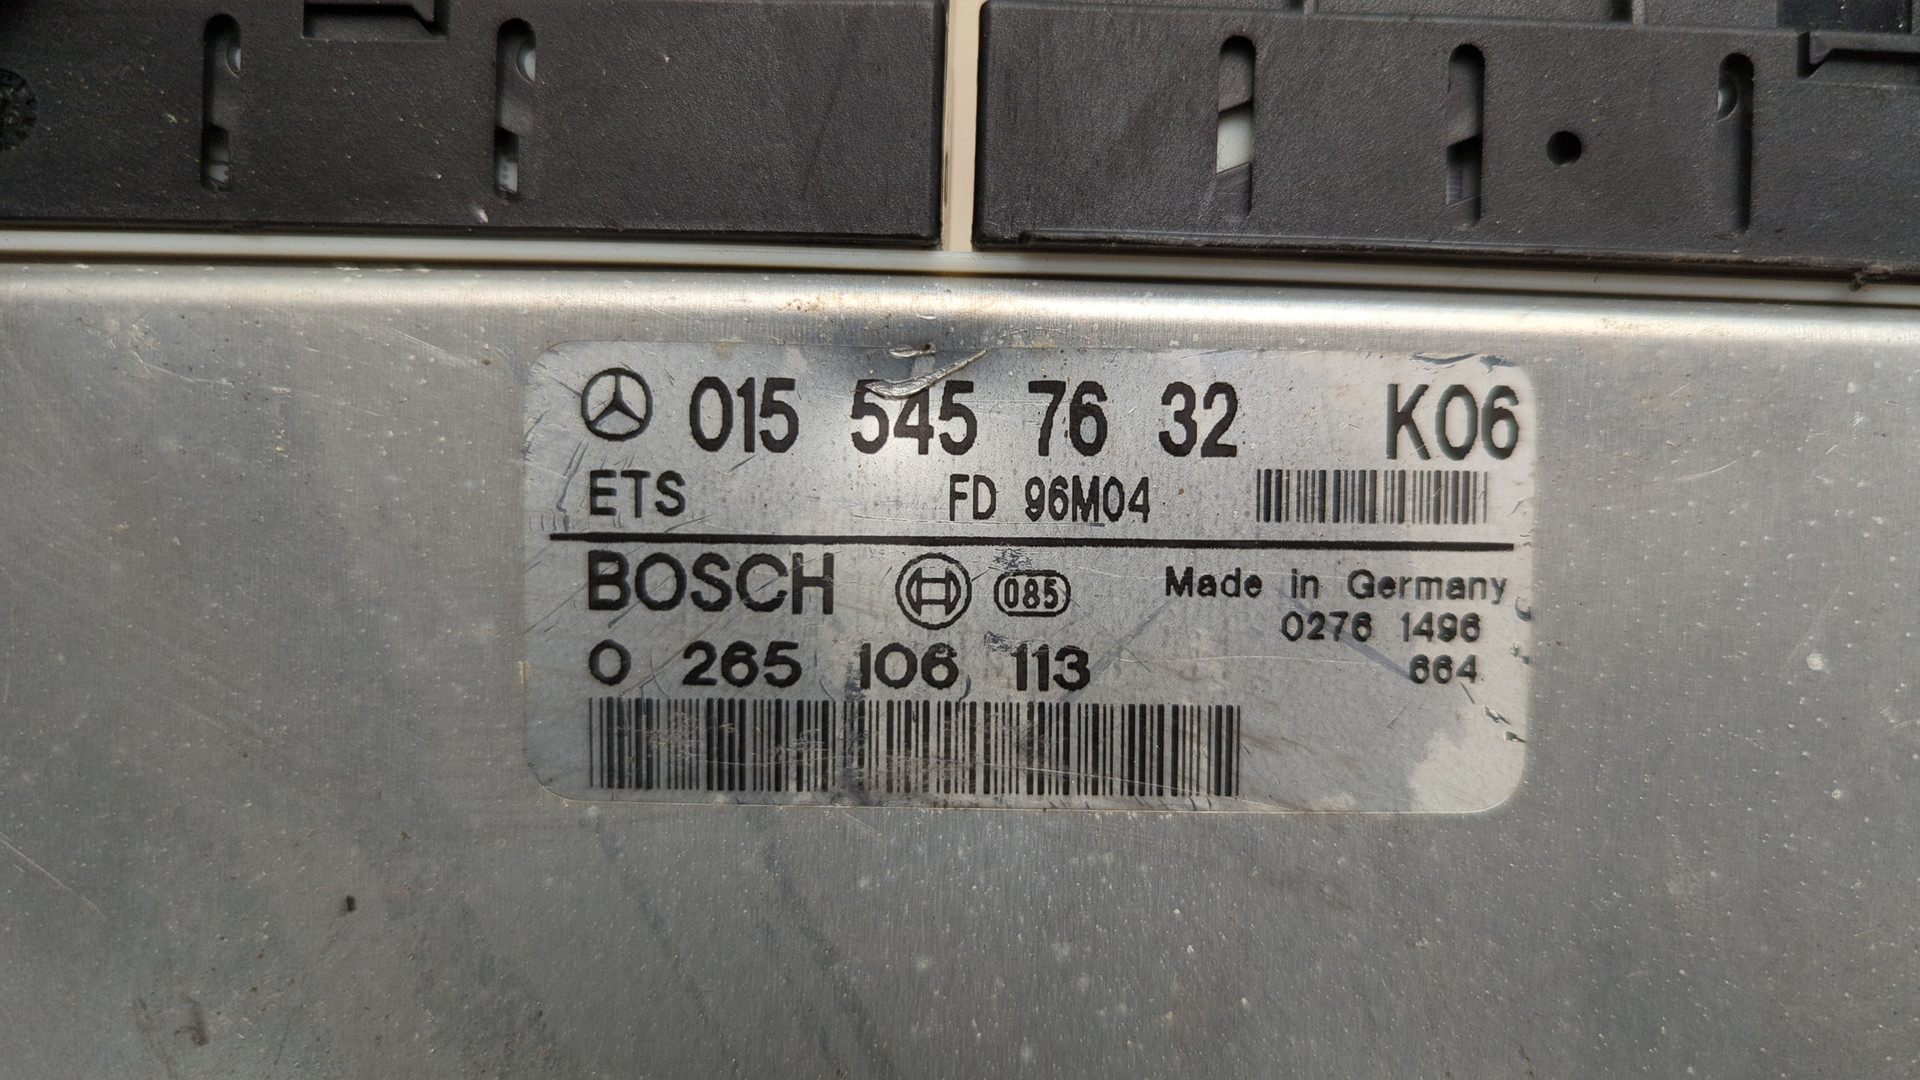 015 545 76 32 K06
ETS FD 96M04
BOSCH 085 Made in Germany
0276 1496
0 265 106 113 664